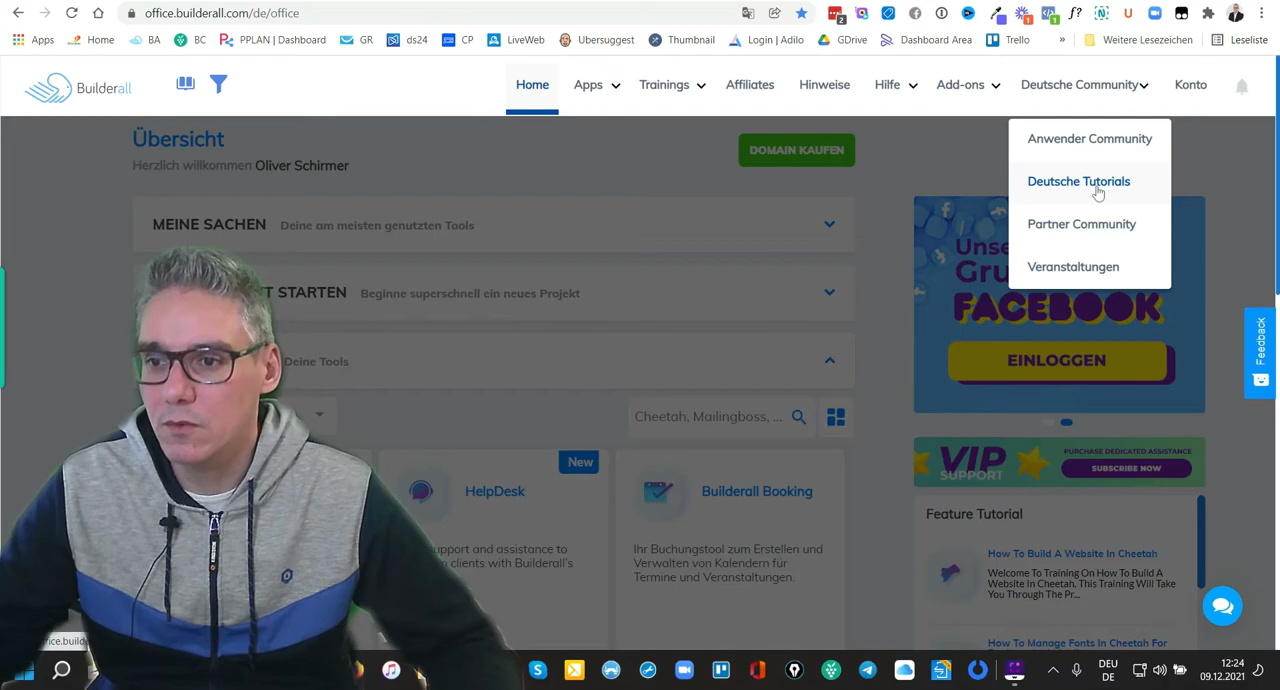 office.builderall.com/de/office
Apps
Home
BA
BC
PPLAN | Dashboard
GR
ds24
CP
LiveWeb
Ubersuggest
Thumbnail
Login | Adilo
GDrive
Dashboard Area
Trello
»
Weitere Lesezeichen
Leseliste
Builderall
Home
Apps
Trainings
Affiliates
Hinweise
Hilfe
Add-ons
Deutsche Community
Konto
Anwender Community
Deutsche Tutorials
Partner Community
Veranstaltungen
Übersicht
Herzlich willkommen Oliver Schirmer
DOMAIN KAUFEN
MEINE SACHEN Deine am meisten genutzten Tools
T STARTEN Beginne superschnell ein neues Projekt
Deine Tools
Cheetah, Mailingboss, ...
New
HelpDesk
upport and assistance to
clients with Builderall's
Builderall Booking
Ihr Buchungstool zum Erstellen und
Verwalten von Kalendern für
Termine und Veranstaltungen.
Uns
Gru
FACEBOOK
EINLOGGEN
VIP
SUPPORT
PURCHASE DEDICATED ASSISTANCE
SUBSCRIBE NOW
Feature Tutorial
How To Build A Website In Cheetah
Welcome To Training On How To Build A
Website In Cheetah. This Training Will Take
You Through The Pr...
How To Manage Fonts In Cheetah For
Feedback
ffice.build
DEU
DE
12:24
09.12.2021